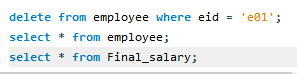 delete from employee where eid = 'e01';
select * from employee;
select * from Final_salary;